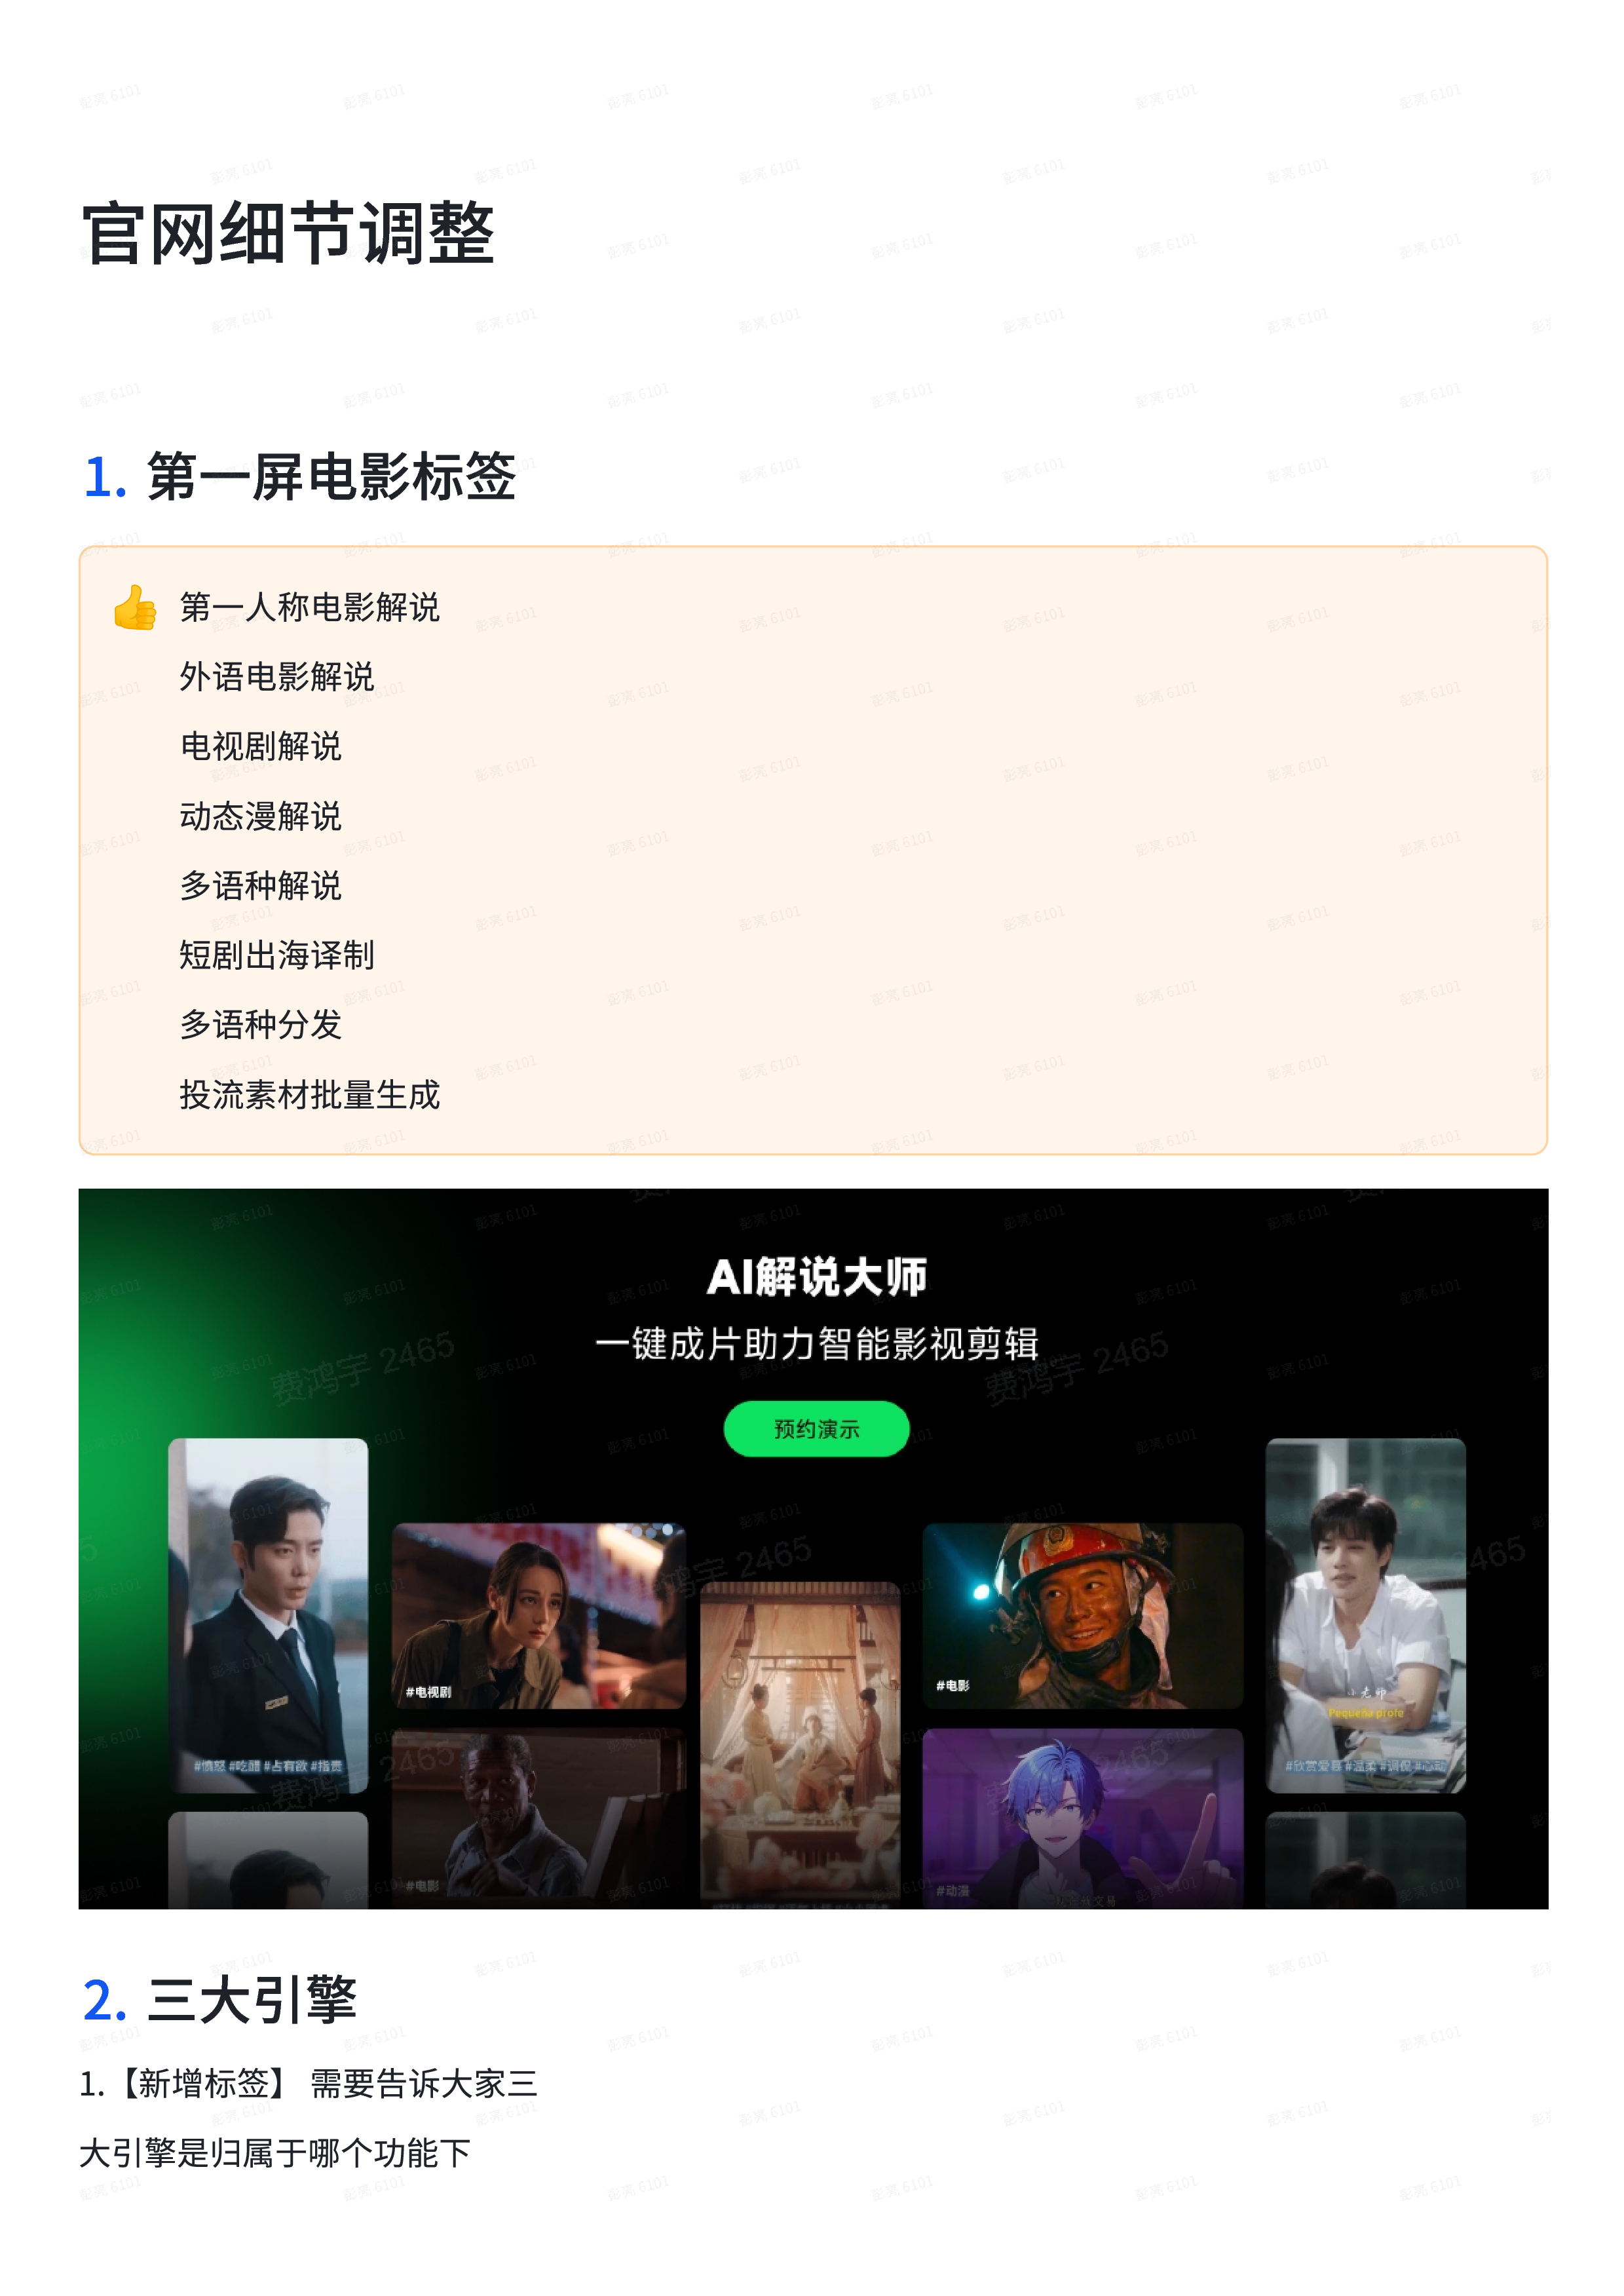 官网细节调整
1. 第一屏电影标签
👍 第一人称电影解说
外语电影解说
电视剧解说
动态漫解说
多语种解说
短剧出海译制
多语种分发
投流素材批量生成
AI解说大师
一键成片助力智能影视剪辑
预约演示
费鸿宇 2465
费鸿宇 2465
#电视剧
#电影
小老师
Pequeña profe
#愤怒 #吃醋 #占有欲 #指责
#欣赏爱慕 #温柔 #调侃 #心动
#电影
#动漫
2. 三大引擎
1.【新增标签】 需要告诉大家三
大引擎是归属于哪个功能下